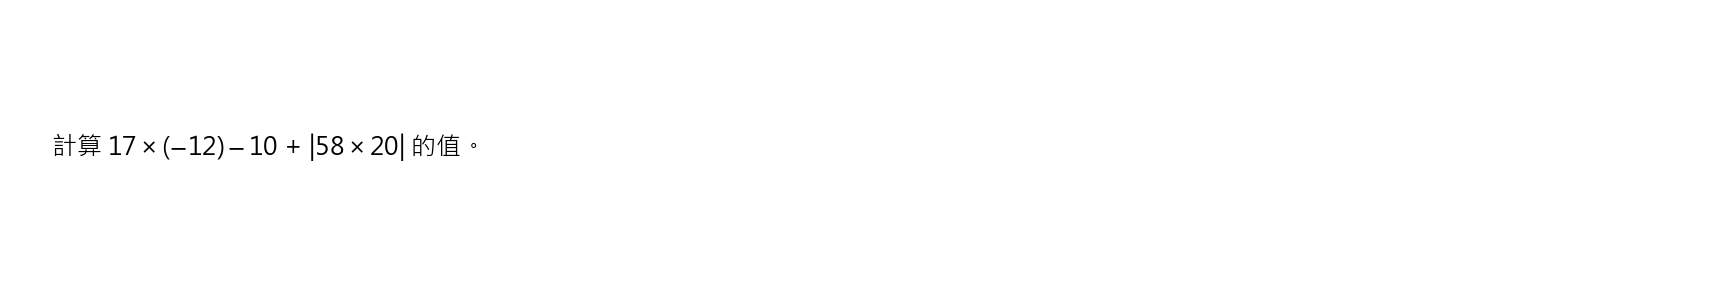 計算 17 × (−12) − 10 + |58 × 20| 的值。